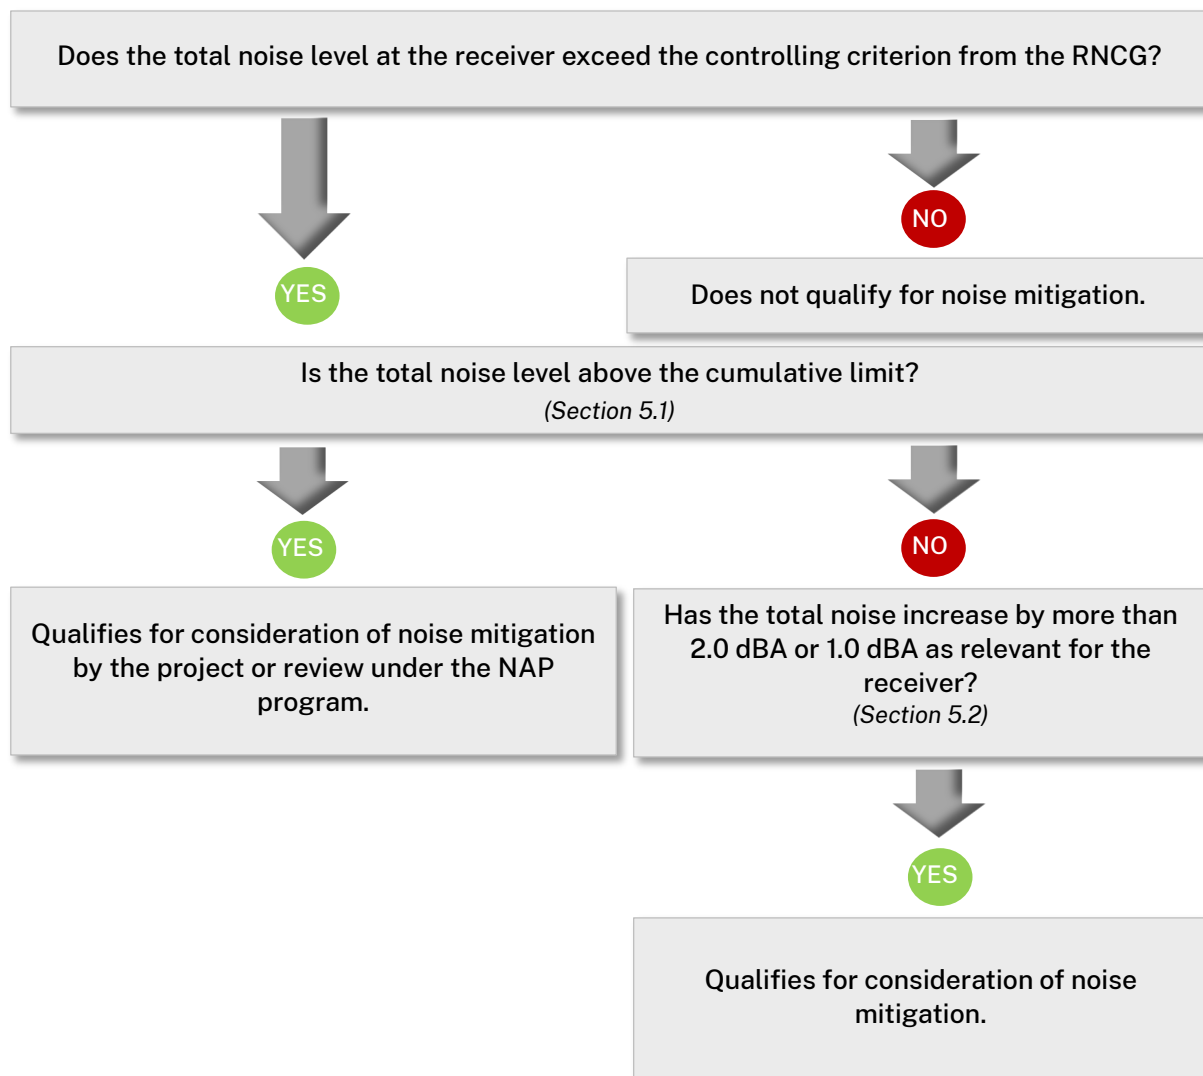 Does the total noise level at the receiver exceed the controlling criterion from the RNCG?
NO
YES
Does not qualify for noise mitigation.
Is the total noise level above the cumulative limit?
(Section 5.1)
YES
NO
Qualifies for consideration of noise mitigation
by the project or review under the NAP
program.
Has the total noise increase by more than
2.0 dBA or 1.0 dBA as relevant for the
receiver?
(Section 5.2)
YES
Qualifies for consideration of noise
mitigation.